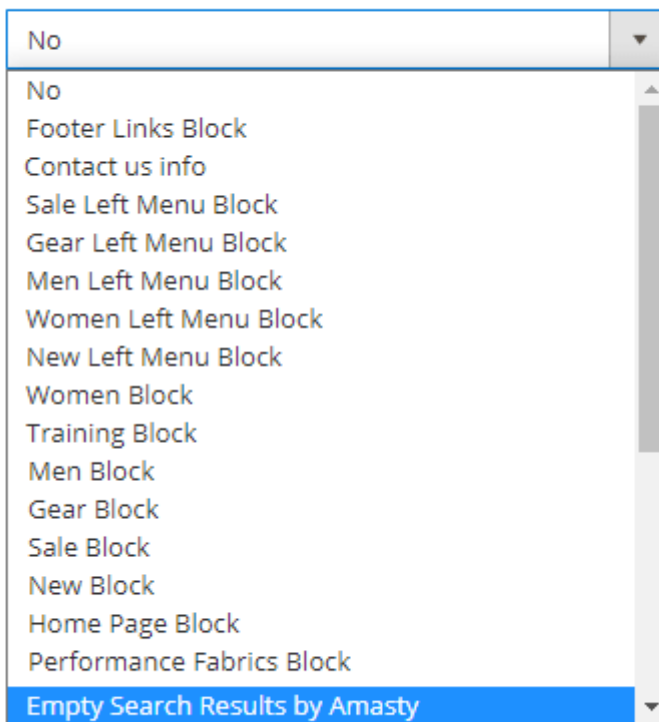 No
No
Footer Links Block
Contact us info
Sale Left Menu Block
Gear Left Menu Block
Men Left Menu Block
Women Left Menu Block
New Left Menu Block
Women Block
Training Block
Men Block
Gear Block
Sale Block
New Block
Home Page Block
Performance Fabrics Block
Empty Search Results by Amasty